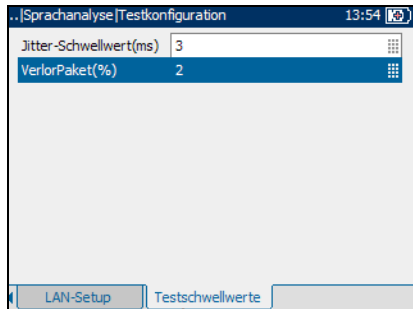 ..|Sprachanalyse|Testkonfiguration 13:54
Jitter-Schwellwert(ms) 3
VerlorPaket(%) 2
LAN-Setup Testschwellwerte